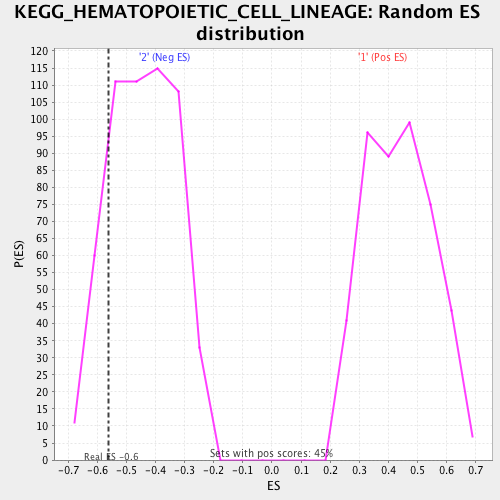 KEGG_HEMATOPOIETIC_CELL_LINEAGE: Random ES
distribution
'2' (Neg ES)
'1' (Pos ES)
120
115
110
105
100
95
90
85
80
75
70
65
60
55
50
45
40
35
30
25
20
15
10
5
0
P(ES)
Real ES -0.6
Sets with pos scores: 45%
-0.7 -0.6 -0.5 -0.4 -0.3 -0.2 -0.1 0.0 0.1 0.2 0.3 0.4 0.5 0.6 0.7
ES